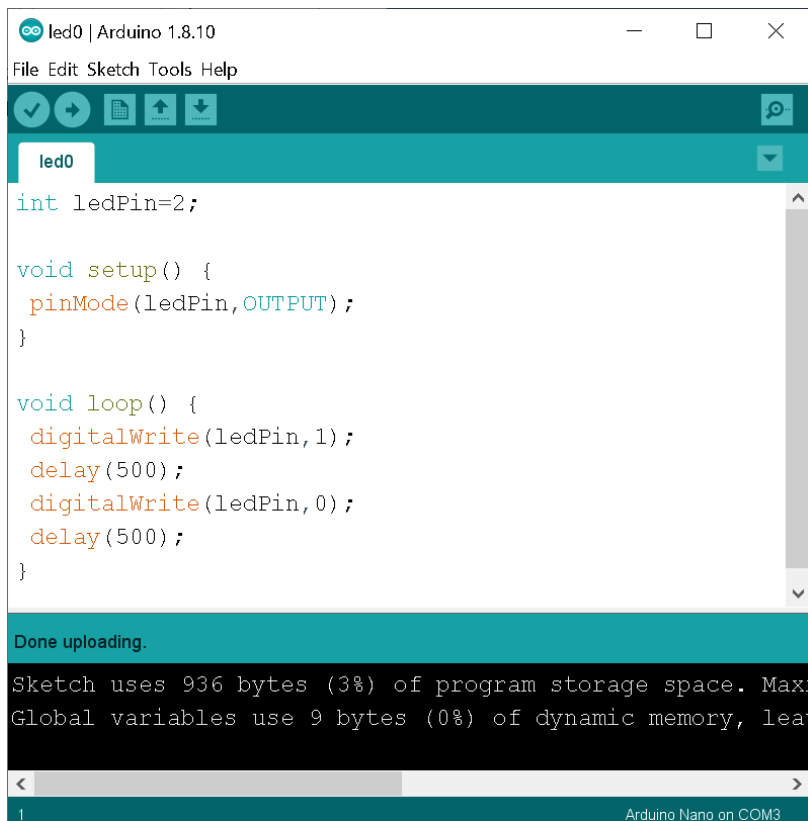 led0 | Arduino 1.8.10
File Edit Sketch Tools Help
led0
int ledPin=2;
void setup() {
pinMode(ledPin,OUTPUT);
}
void loop() {
digitalWrite(ledPin,1);
delay(500);
digitalWrite(ledPin,0);
delay(500);
}
Done uploading.
Sketch uses 936 bytes (3%) of program storage space.
Global variables use 9 bytes (0%) of dynamic memory,
1 Arduino Nano on COM3